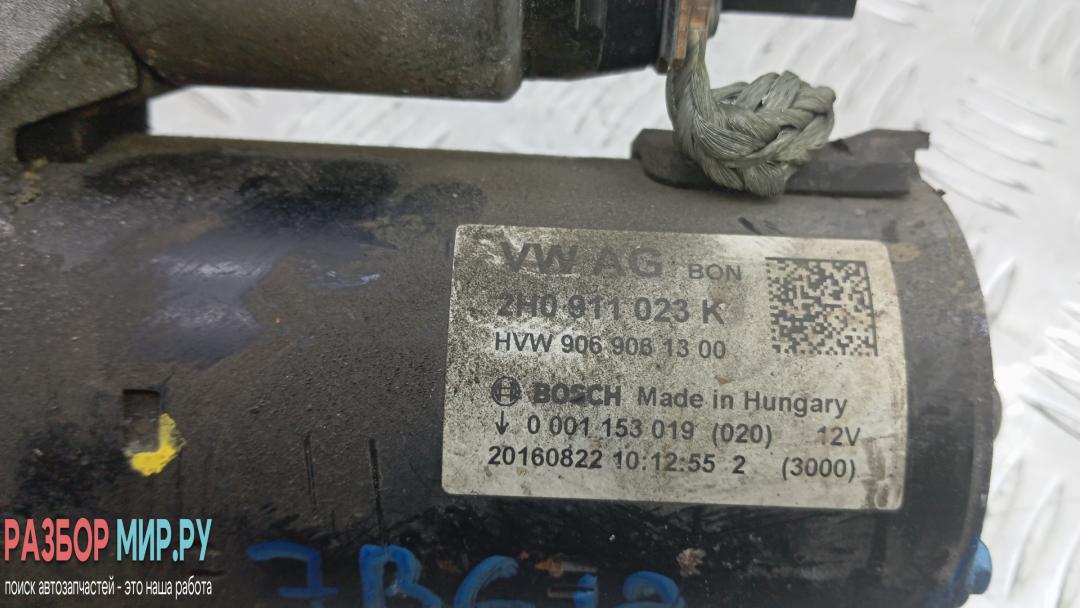 VW AG BON
2H0 911 023 K
HVW 906 906 13 00
BOSCH Made in Hungary
↓ 0 001 153 019 (020) 12V
20160822 10:12:55 2 (3000)
РАЗБОР МИР.РУ
поиск автозапчастей - это наша работа